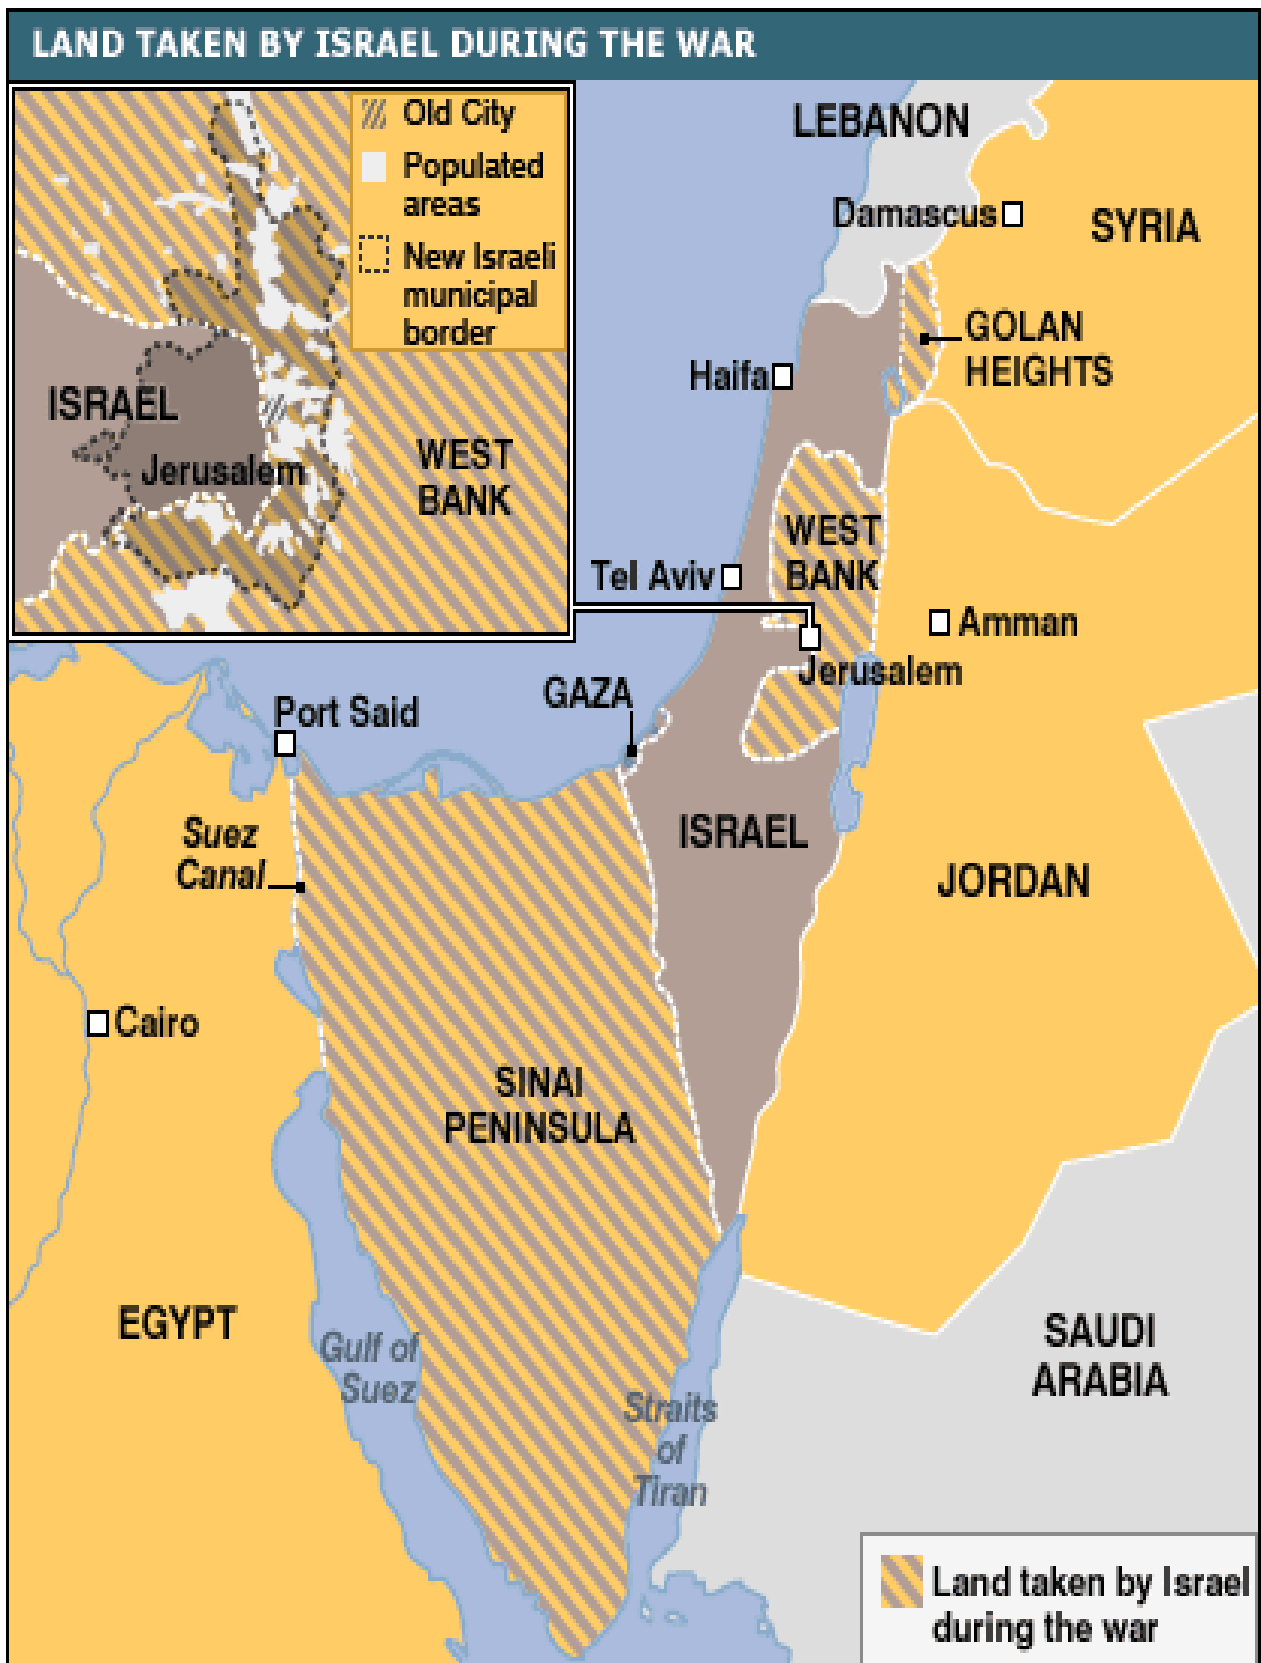 LAND TAKEN BY ISRAEL DURING THE WAR
Old City
Populated
areas
New Israeli
municipal
border
ISRAEL
Jerusalem
WEST
BANK
LEBANON
Damascus
SYRIA
GOLAN
HEIGHTS
Haifa
WEST
BANK
Tel Aviv
Amman
Jerusalem
GAZA
Port Said
Suez
Canal
ISRAEL
JORDAN
Cairo
SINAI
PENINSULA
EGYPT
Gulf of
Suez
Straits
of
Tiran
SAUDI
ARABIA
Land taken by Israel
during the war